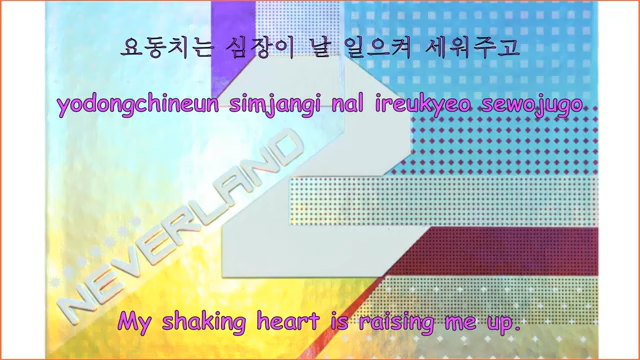 요동치는 심장이 날 일으켜 세워주고
yodongchineun simjangi nal ireukyeo sewojugo
2
NEVERLAND
My shaking heart is raising me up.